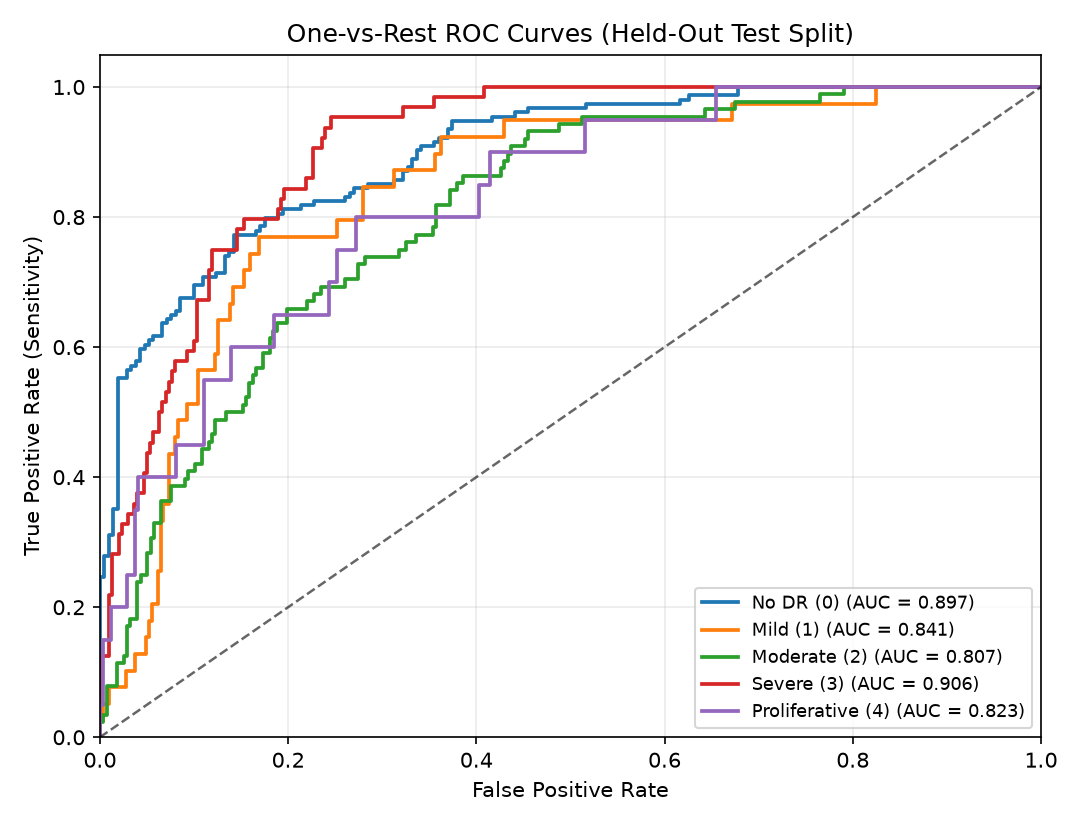 One-vs-Rest ROC Curves (Held-Out Test Split)
True Positive Rate (Sensitivity)
1.0
0.8
0.6
0.4
0.2
0.0
No DR (0) (AUC = 0.897)
Mild (1) (AUC = 0.841)
Moderate (2) (AUC = 0.807)
Severe (3) (AUC = 0.906)
Proliferative (4) (AUC = 0.823)
0.0 0.2 0.4 0.6 0.8 1.0
False Positive Rate